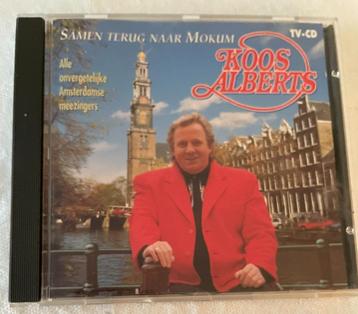 SAMEN TERUG NAAR MOKUM
TV-CD
KOOS
ALBERTS
Alle
onvergetelijke
Amsterdamse
meezingers